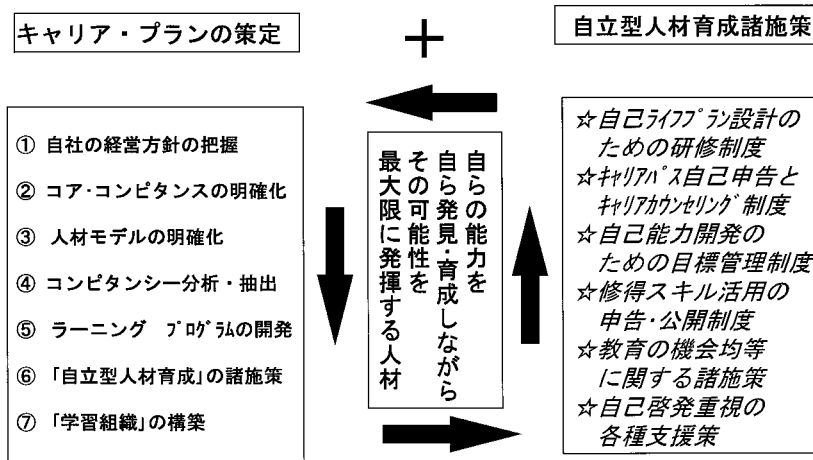 キャリア・プランの策定
＋
自立型人材育成諸施策
① 自社の経営方針の把握
② コア・コンピタンスの明確化
③ 人材モデルの明確化
④ コンピタンシー分析・抽出
⑤ ラーニング プログラムの開発
⑥ 「自立型人材育成」の諸施策
⑦ 「学習組織」の構築
自らの能力を
自ら発見・育成しながら
その可能性を
最大限に発揮する人材
☆自己ライフプラン設計の
ための研修制度
☆キャリアパス自己申告と
キャリアカウンセリング制度
☆自己能力開発の
ための目標管理制度
☆修得スキル活用の
申告・公開制度
☆教育の機会均等
に関する諸施策
☆自己啓発重視の
各種支援策